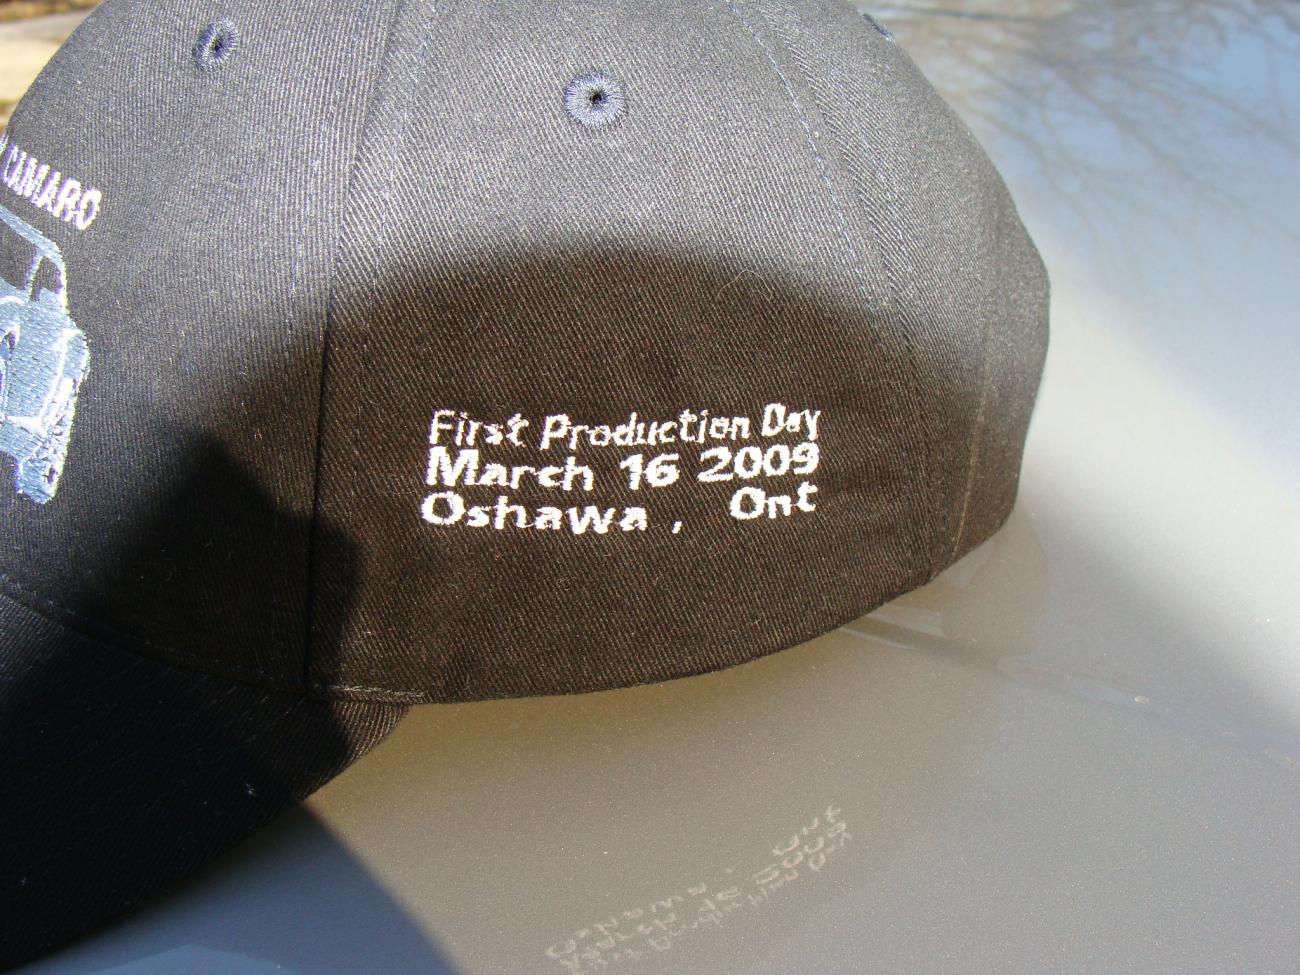 CAMARO
First Production Day
March 16 2009
Oshawa , Ont